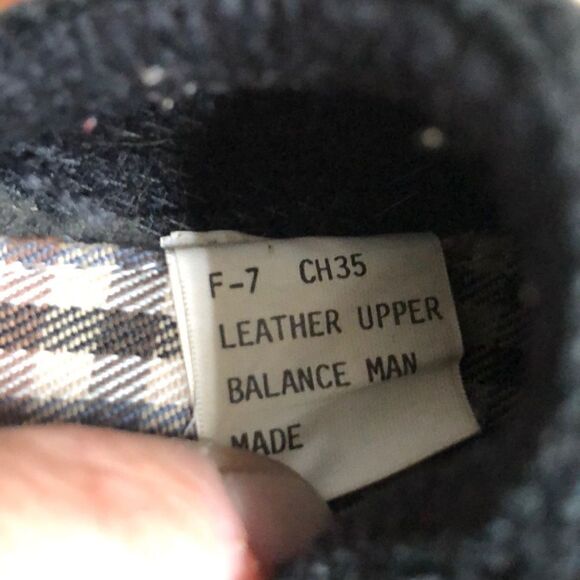 F-7 CH35
LEATHER UPPER
BALANCE MAN
MADE